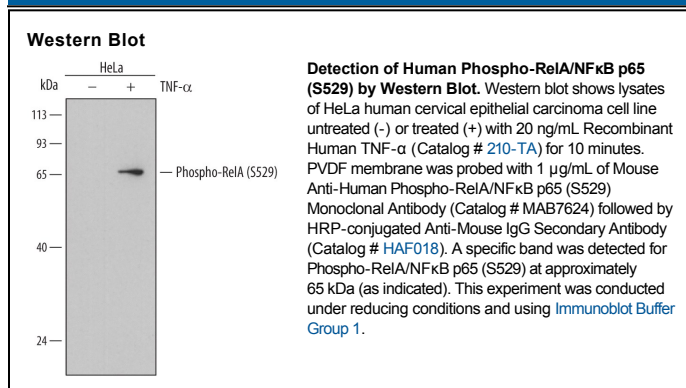 Western Blot
HeLa
kDa − + TNF-α
113
93
65
Phospho-RelA (S529)
40
24
Detection of Human Phospho-RelA/NFκB p65
(S529) by Western Blot. Western blot shows lysates
of HeLa human cervical epithelial carcinoma cell line
untreated (-) or treated (+) with 20 ng/mL Recombinant
Human TNF-α (Catalog # 210-TA) for 10 minutes.
PVDF membrane was probed with 1 µg/mL of Mouse
Anti-Human Phospho-RelA/NFκB p65 (S529)
Monoclonal Antibody (Catalog # MAB7624) followed by
HRP-conjugated Anti-Mouse IgG Secondary Antibody
(Catalog # HAF018). A specific band was detected for
Phospho-RelA/NFκB p65 (S529) at approximately
65 kDa (as indicated). This experiment was conducted
under reducing conditions and using Immunoblot Buffer
Group 1.